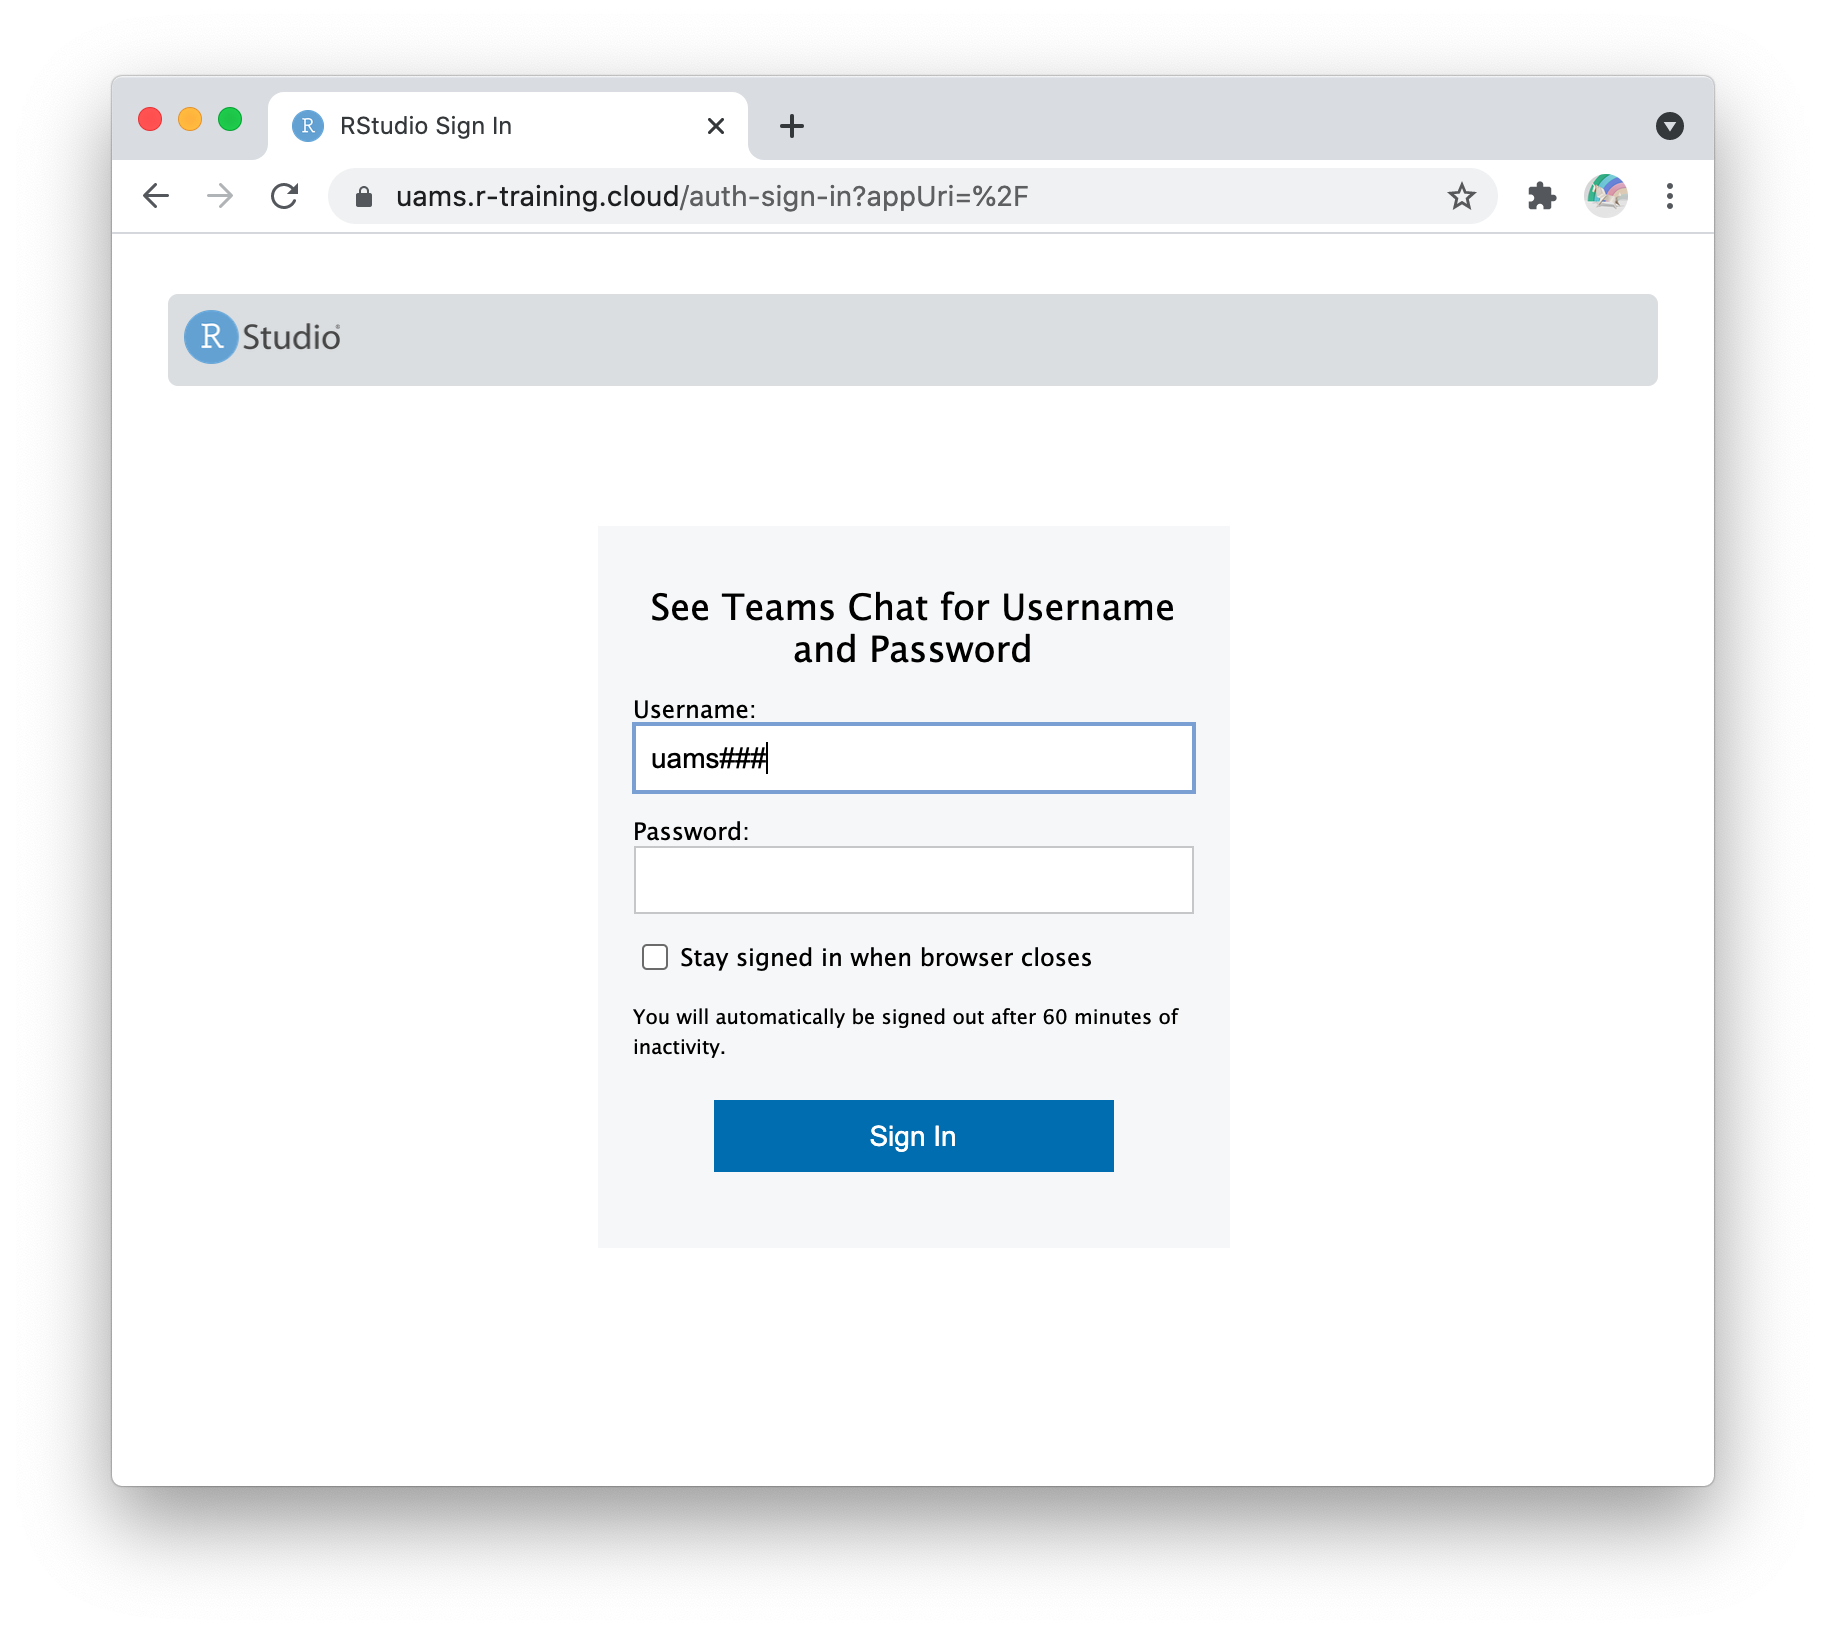 RStudio Sign In
uams.r-training.cloud/auth-sign-in?appUri=%2F
R Studio
See Teams Chat for Username
and Password
Username:
uams###
Password:
Stay signed in when browser closes
You will automatically be signed out after 60 minutes of
inactivity.
Sign In